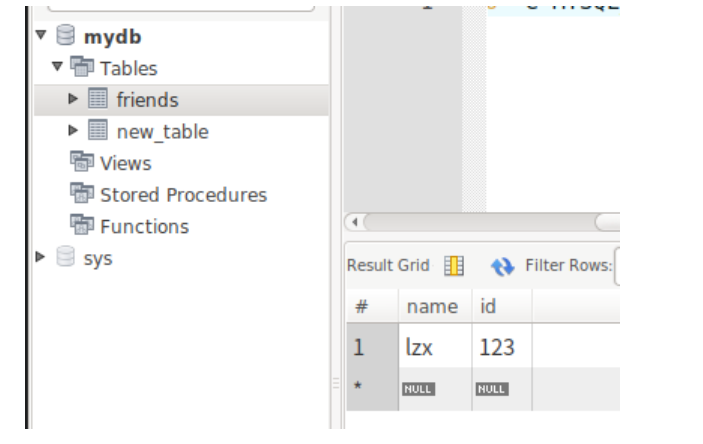 mydb
Tables
friends
new_table
Views
Stored Procedures
Functions
sys
1
Result Grid Filter Rows:
# name id
1 lzx 123
* NULL NULL